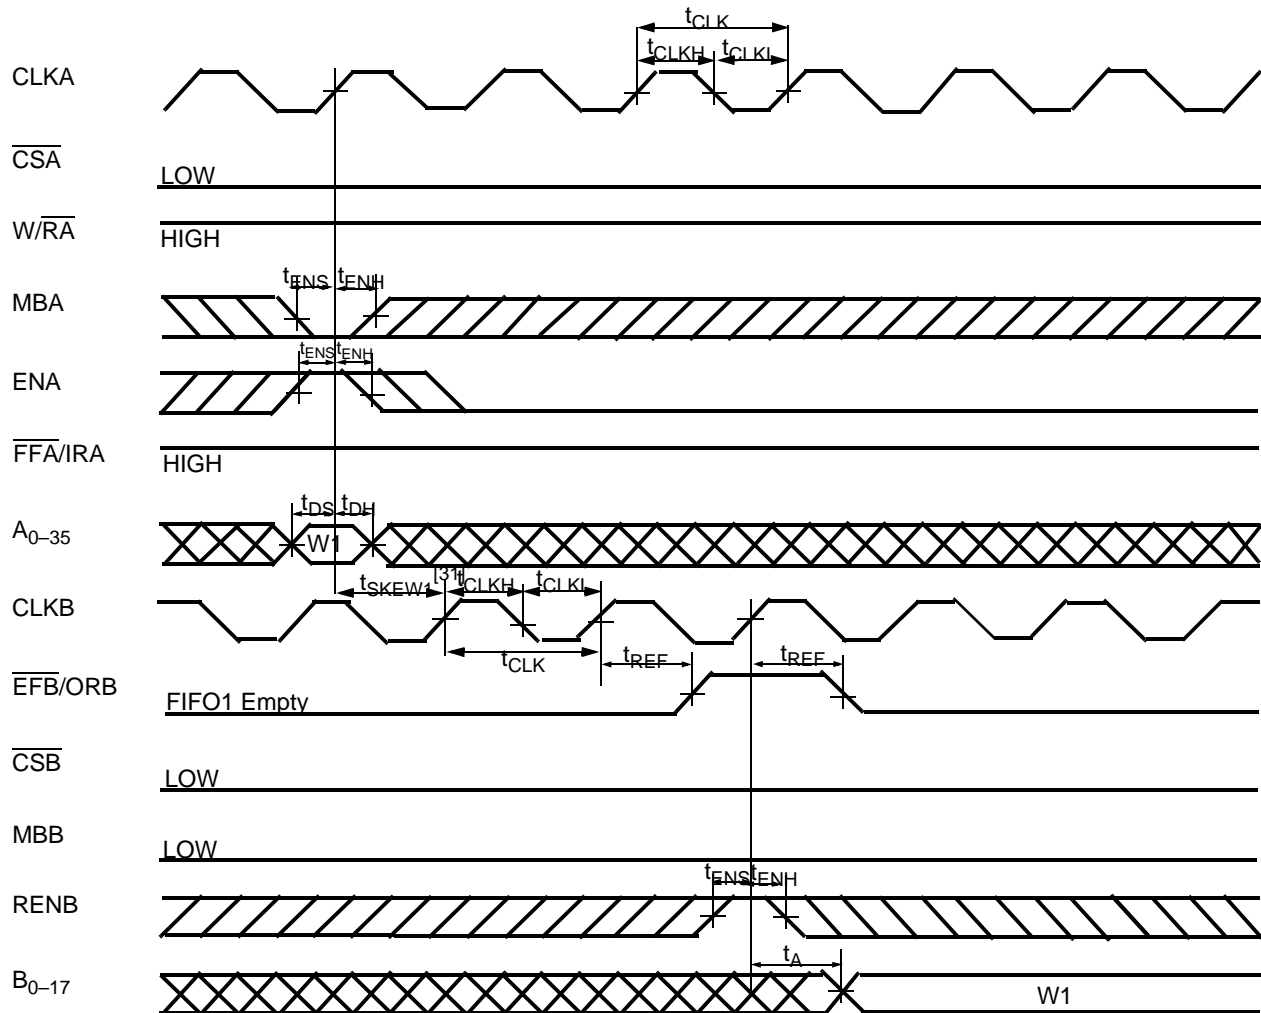 tCLK
tCLKH tCLKL
CLKA
CSA
LOW
W/RA
HIGH
tENS tENH
MBA
tENS tENH
ENA
FFA/IRA
HIGH
tDS tDH
A0–35
W1
tSKEW1[31] tCLKH tCLKL
CLKB
tCLK tREF tREF
EFB/ORB
FIFO1 Empty
CSB
LOW
MBB
LOW
tENS tENH
RENB
tA
B0–17
W1